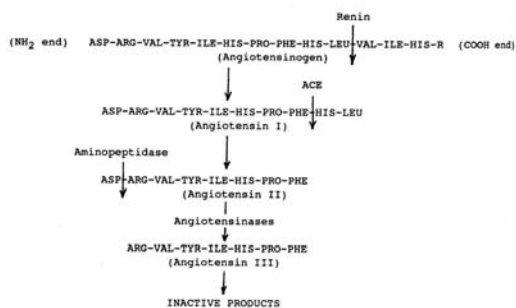 Renin
(NH2 end) ASP-ARG-VAL-TYR-ILE-HIS-PRO-PHE-HIS-LEU-VAL-ILE-HIS-R (COOH end)
(Angiotensinogen)
ACE
ASP-ARG-VAL-TYR-ILE-HIS-PRO-PHE-HIS-LEU
(Angiotensin I)
Aminopeptidase
ASP-ARG-VAL-TYR-ILE-HIS-PRO-PHE
(Angiotensin II)
Angiotensinases
ARG-VAL-TYR-ILE-HIS-PRO-PHE
(Angiotensin III)
INACTIVE PRODUCTS